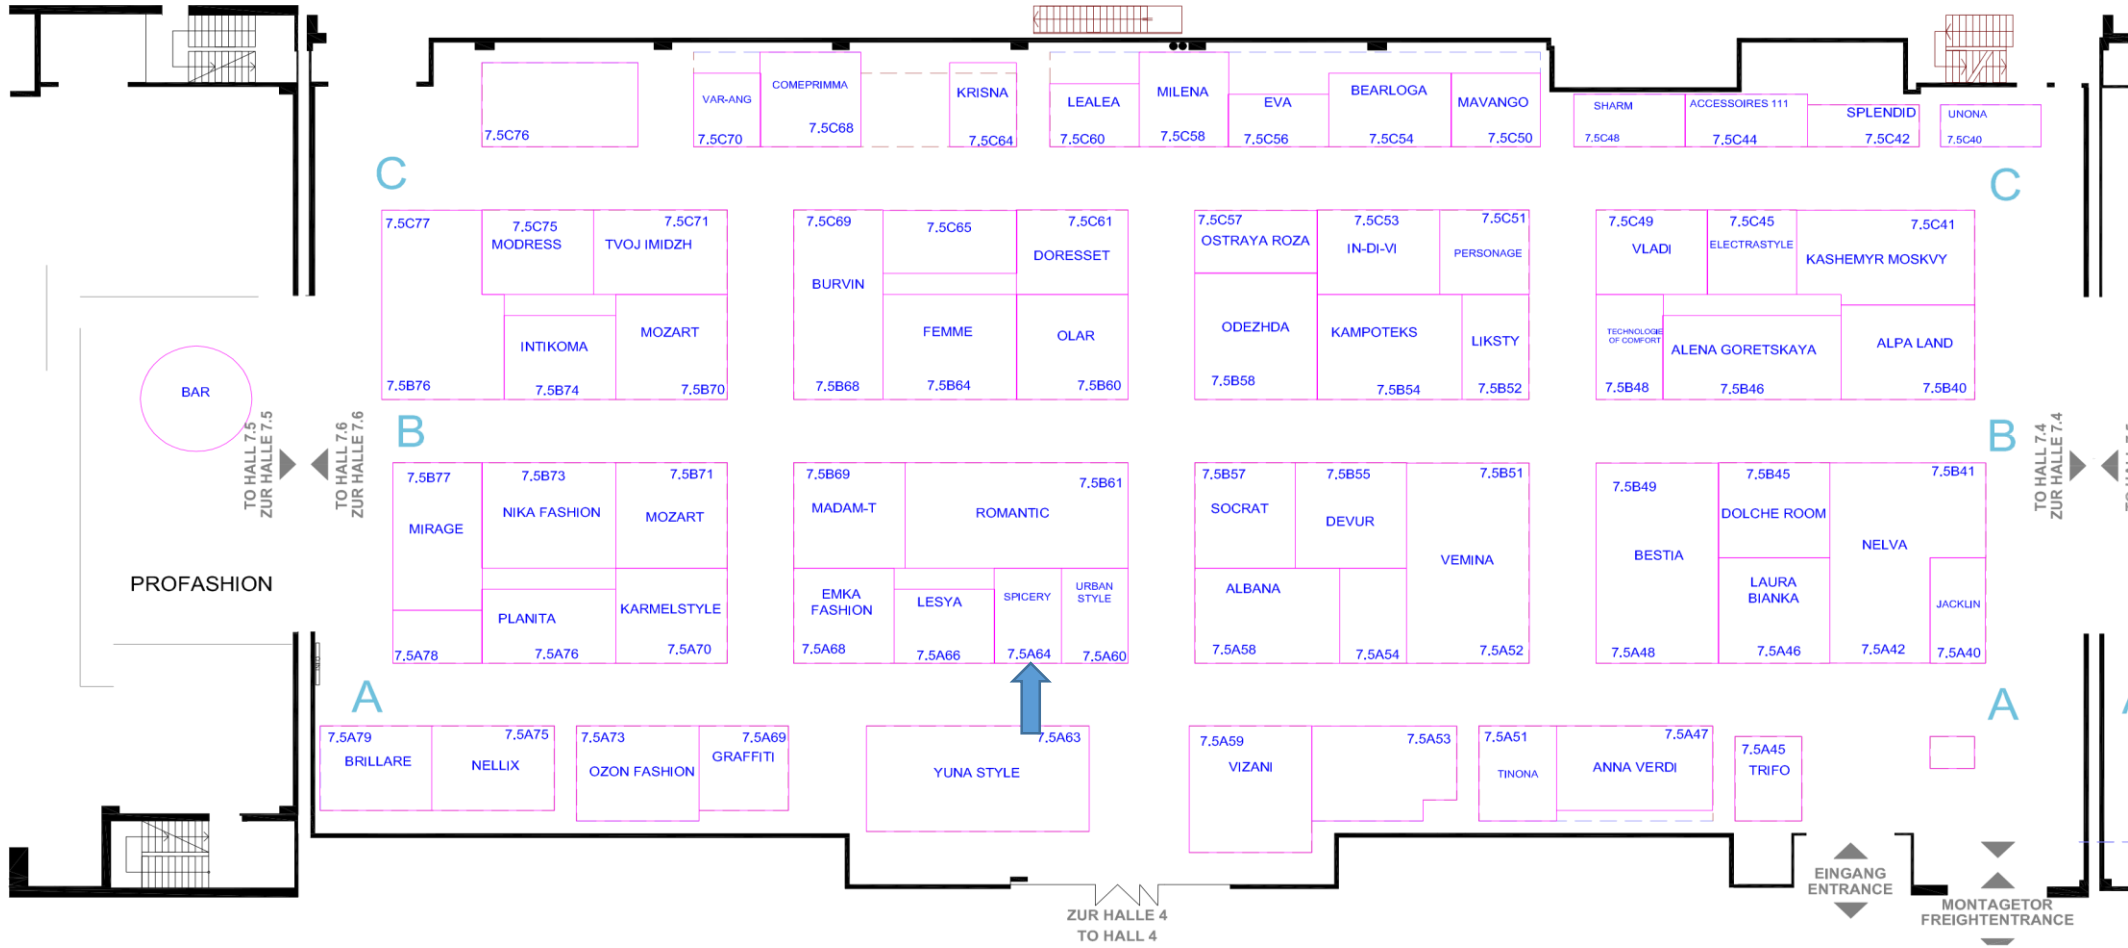 COMEPRIMMA
VAR-ANG
KRISNA
7.5C76
7.5C70
7.5C68
7.5C64
LEALEA
MILENA
EVA
BEARLOGA
MAVANGO
7.5C60
7.5C58
7.5C56
7.5C54
7.5C50
SHARM
ACCESSOIRES 111
SPLENDID
UNONA
7.5C48
7.5C44
7.5C42
7.5C40
C
C
7.5C77
7.5C75
MODRESS
7.5C71
TVOJ IMIDZH
INTIKOMA
MOZART
7.5B76
7.5B74
7.5B70
7.5C69
7.5C65
7.5C61
DORESSET
BURVIN
FEMME
OLAR
7.5B68
7.5B64
7.5B60
7.5C57
OSTRAYA ROZA
7.5C53
IN-DI-VI
7.5C51
PERSONAGE
ODEZHDA
KAMPOTEKS
LIKSTY
7.5B58
7.5B54
7.5B52
7.5C49
VLADI
7.5C45
ELECTRASTYLE
7.5C41
KASHEMYR MOSKVY
TECHNOLOGIE
OF COMFORT
ALENA GORETSKAYA
ALPA LAND
7.5B48
7.5B46
7.5B40
BAR
B
B
TO HALL 7.5
ZUR HALLE 7.5
TO HALL 7.6
ZUR HALLE 7.6
TO HALL 7.4
ZUR HALLE 7.4
PROFASHION
7.5B77
MIRAGE
7.5B73
NIKA FASHION
7.5B71
MOZART
PLANITA
KARMELSTYLE
7.5A78
7.5A76
7.5A70
7.5B69
MADAM-T
7.5B61
ROMANTIC
EMKA
FASHION
LESYA
SPICERY
URBAN
STYLE
7.5A68
7.5A66
7.5A64
7.5A60
7.5B57
SOCRAT
7.5B55
DEVUR
7.5B51
VEMINA
ALBANA
7.5A58
7.5A54
7.5A52
7.5B49
BESTIA
7.5B45
DOLCHE ROOM
7.5B41
NELVA
LAURA
BIANKA
JACKLIN
7.5A48
7.5A46
7.5A42
7.5A40
A
A
7.5A79
BRILLARE
7.5A75
NELLIX
7.5A73
OZON FASHION
7.5A69
GRAFFITI
7.5A63
YUNA STYLE
7.5A59
VIZANI
7.5A53
7.5A51
TINONA
7.5A47
ANNA VERDI
7.5A45
TRIFO
EINGANG
ENTRANCE
MONTAGETOR
FREIGHTENTRANCE
ZUR HALLE 4
TO HALL 4